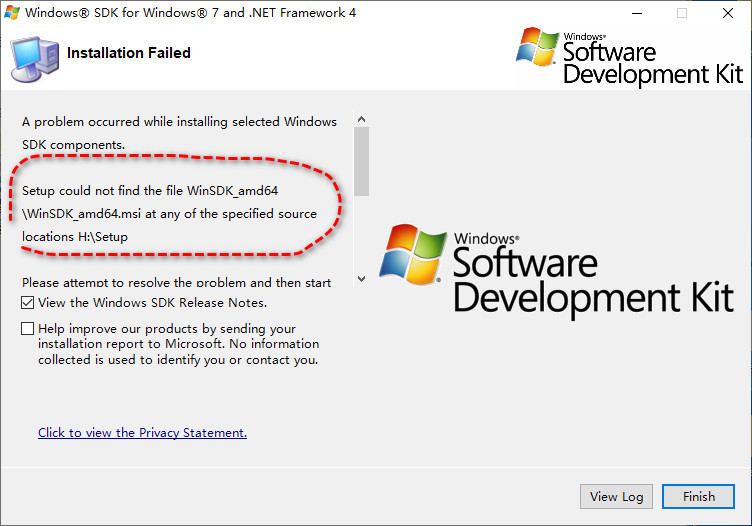 Windows® SDK for Windows® 7 and .NET Framework 4
Installation Failed
Windows®
Software
Development Kit
A problem occurred while installing selected Windows
SDK components.
Setup could not find the file WinSDK_amd64
\WinSDK_amd64.msi at any of the specified source
locations H:\Setup
Please attempt to resolve the problem and then start
View the Windows SDK Release Notes.
Help improve our products by sending your
installation report to Microsoft. No information
collected is used to identify you or contact you.
Click to view the Privacy Statement.
Windows®
Software
Development Kit
View Log
Finish